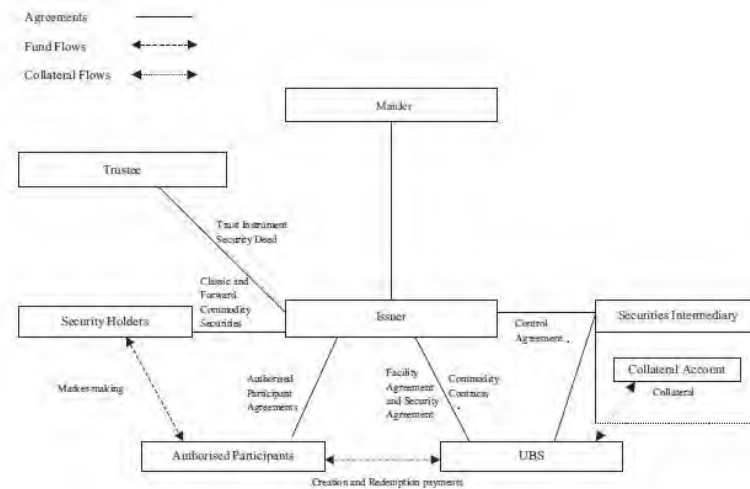 Agreements
Fund Flows
Collateral Flows
Trustee
Trust Instrument
Security Deed
Classic and
Forward
Commodity
Securities
Security Holders
Issuer
Securities Intermediary
Control
Agreement
Collateral Account
Collateral
Market-making
Authorised
Participant
Agreements
Facility
Agreement
and Security
Agreement
Commodity
Contracts
Authorised Participants
UBS
Creation and Redemption payments